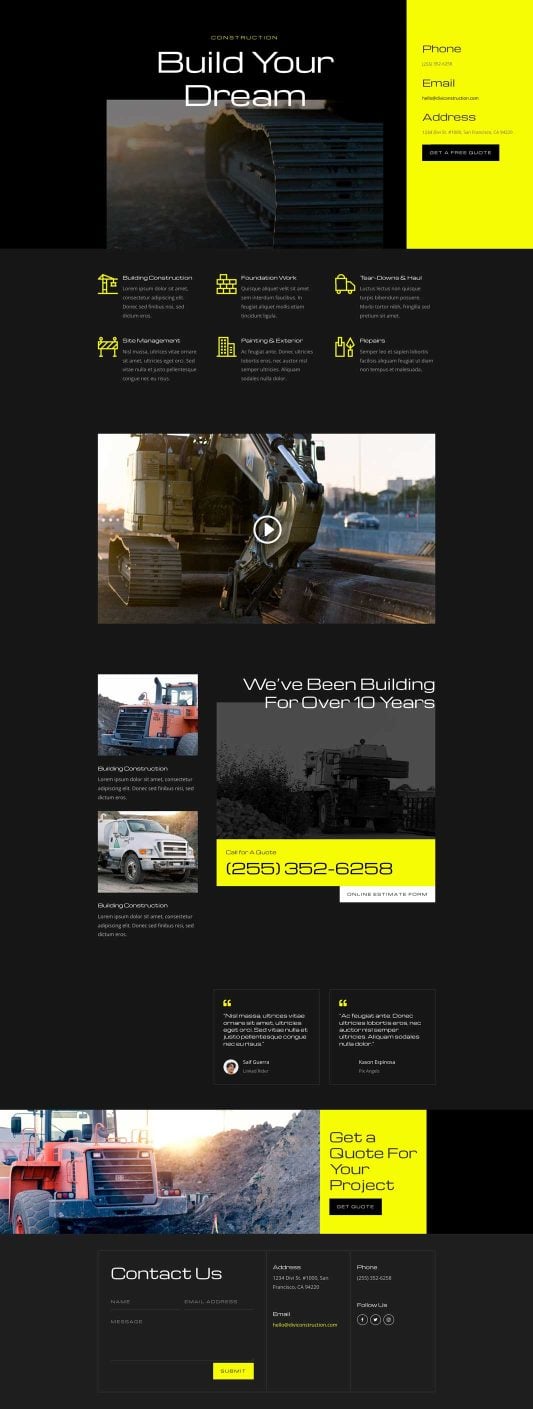 CONSTRUCTION
Build Your
Dream
Phone
(255) 352-6258
Email
hello@diviconstruction.com
Address
1234 Divi St. #1000, San Francisco, CA 94220
GET A FREE QUOTE
Building Construction
Lorem ipsum dolor sit amet,
consectetur adipiscing elit.
Donec sed finibus nisi, sed
dictum eros.
Foundation Work
Quisque aliquet velit sit amet
sem interdum faucibus. In
feugiat aliquet mollis etiam
tincidunt ligula.
Tear-Downs & Haul
Luctus lectus non quisque
turpis bibendum posuere.
Morbi tortor nibh, fringilla sed
pretium sit amet.
Site Management
Nisl massa, ultrices vitae ornare
sit amet, ultricies eget orci. Sed
vitae nulla et justo pellentesque
congue nec eu risus.
Painting & Exterior
Ac feugiat ante. Donec ultricies
lobortis eros, nec auctor nisl
semper ultricies. Aliquam
sodales nulla dolor.
Repairs
Semper leo et sapien lobortis
facilisis aliquam feugiat ut diam
non tempus et malesuada.
We've Been Building
For Over 10 Years
Building Construction
Lorem ipsum dolor sit amet, consectetur
adipiscing elit. Donec sed finibus nisi, sed
dictum eros.
Call for A Quote
(255) 352-6258
ONLINE ESTIMATE FORM
Building Construction
Lorem ipsum dolor sit amet, consectetur
adipiscing elit. Donec sed finibus nisi, sed
dictum eros.
"Nisl massa, ultrices vitae
ornare sit amet, ultricies
eget orci. Sed vitae nulla et
justo pellentesque congue
nec eu risus."
Saif Guerra
Linked Rider
"Ac feugiat ante. Donec
ultricies lobortis eros, nec
auctor nisl semper
ultricies. Aliquam sodales
nulla dolor."
Kason Espinosa
Pix Angels
Get a
Quote For
Your
Project
GET QUOTE
Contact Us
NAME
EMAIL ADDRESS
MESSAGE
SUBMIT
Address
1234 Divi St. #1000, San
Francisco, CA 94220
Email
hello@diviconstruction.com
Phone
(255) 352-6258
Follow Us